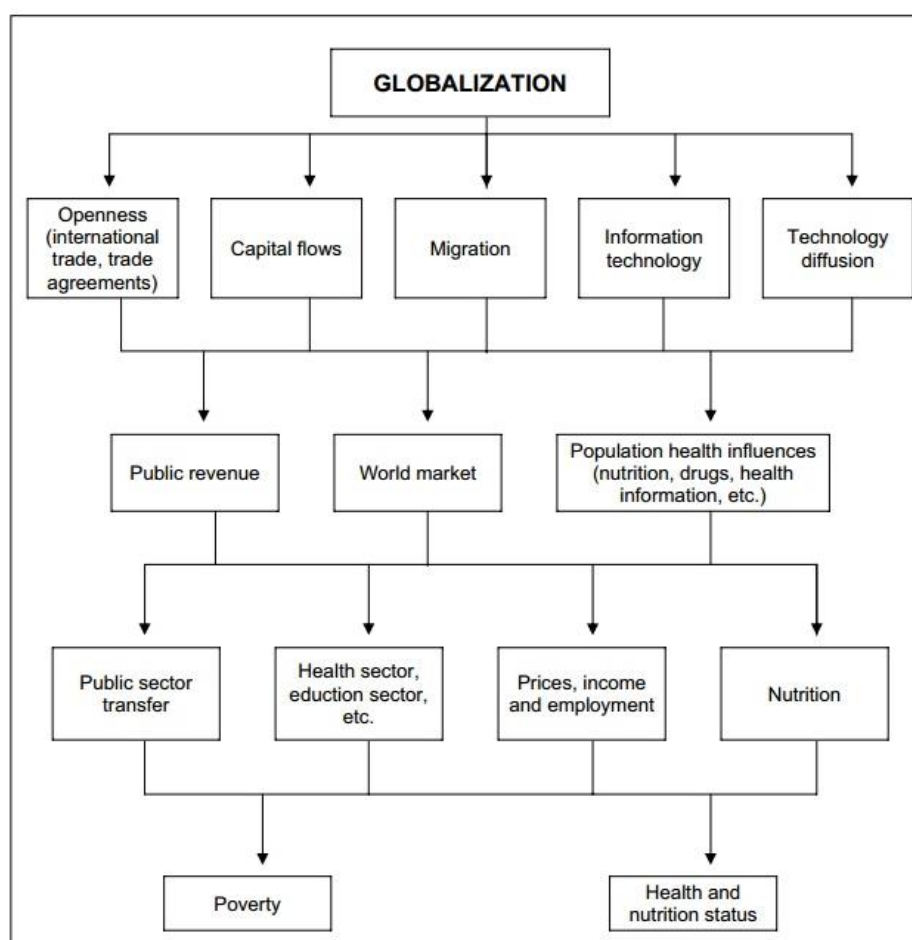 GLOBALIZATION
Openness
(international
trade, trade
agreements)
Capital flows
Migration
Information
technology
Technology
diffusion
Public revenue
World market
Population health influences
(nutrition, drugs, health
information, etc.)
Public sector
transfer
Health sector,
eduction sector,
etc.
Prices, income
and employment
Nutrition
Poverty
Health and
nutrition status